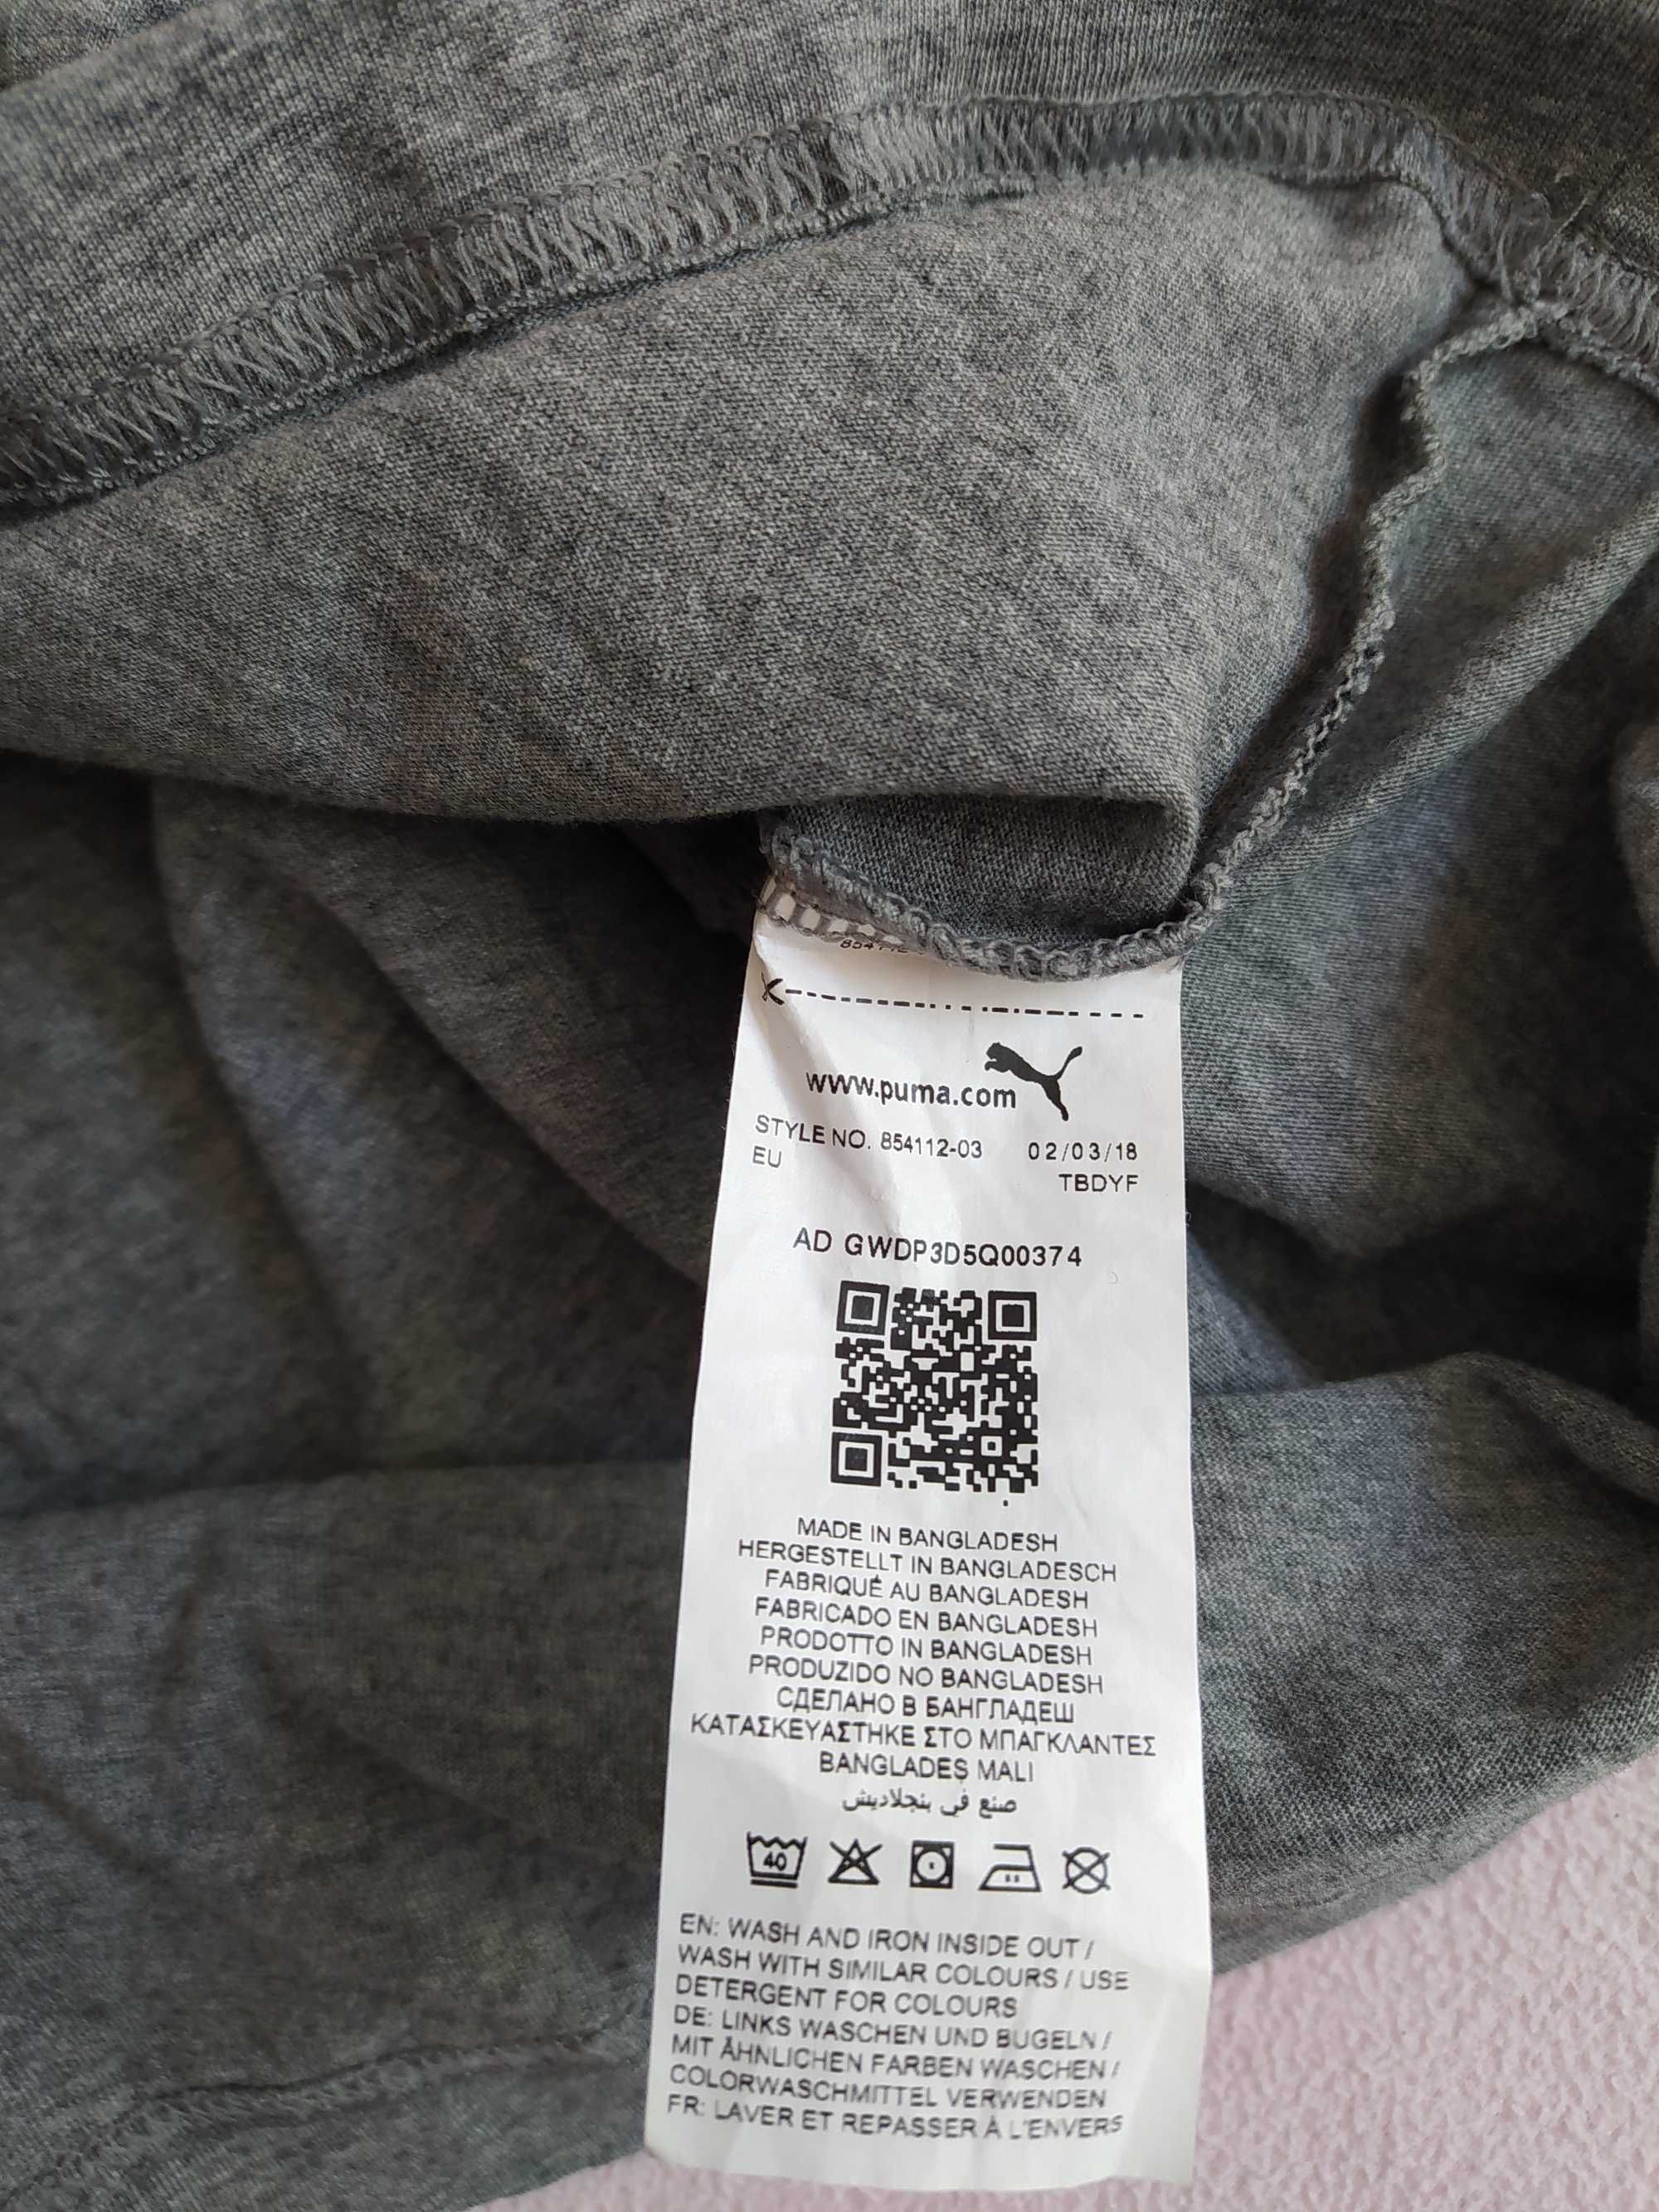 www.puma.com
STYLE NO. 854112-03 02/03/18
EU TBDYF
AD GWDP3D5Q00374
MADE IN BANGLADESH
HERGESTELLT IN BANGLADESCH
FABRIQUÉ AU BANGLADESH
FABRICADO EN BANGLADESH
PRODOTTO IN BANGLADESH
PRODUZIDO NO BANGLADESH
СДЕЛАНО В БАНГЛАДЕШ
ΚΑΤΑΣΚΕΥΑΣΤΗΚΕ ΣΤΟ ΜΠΑΓΚΛΑΝΤΕΣ
BANGLADEŞ MALI
صنع في بنجلاديش
40
EN: WASH AND IRON INSIDE OUT /
WASH WITH SIMILAR COLOURS / USE
DETERGENT FOR COLOURS
DE: LINKS WASCHEN UND BÜGELN /
MIT ÄHNLICHEN FARBEN WASCHEN /
COLORWASCHMITTEL VERWENDEN
FR: LAVER ET REPASSER À L'ENVERS